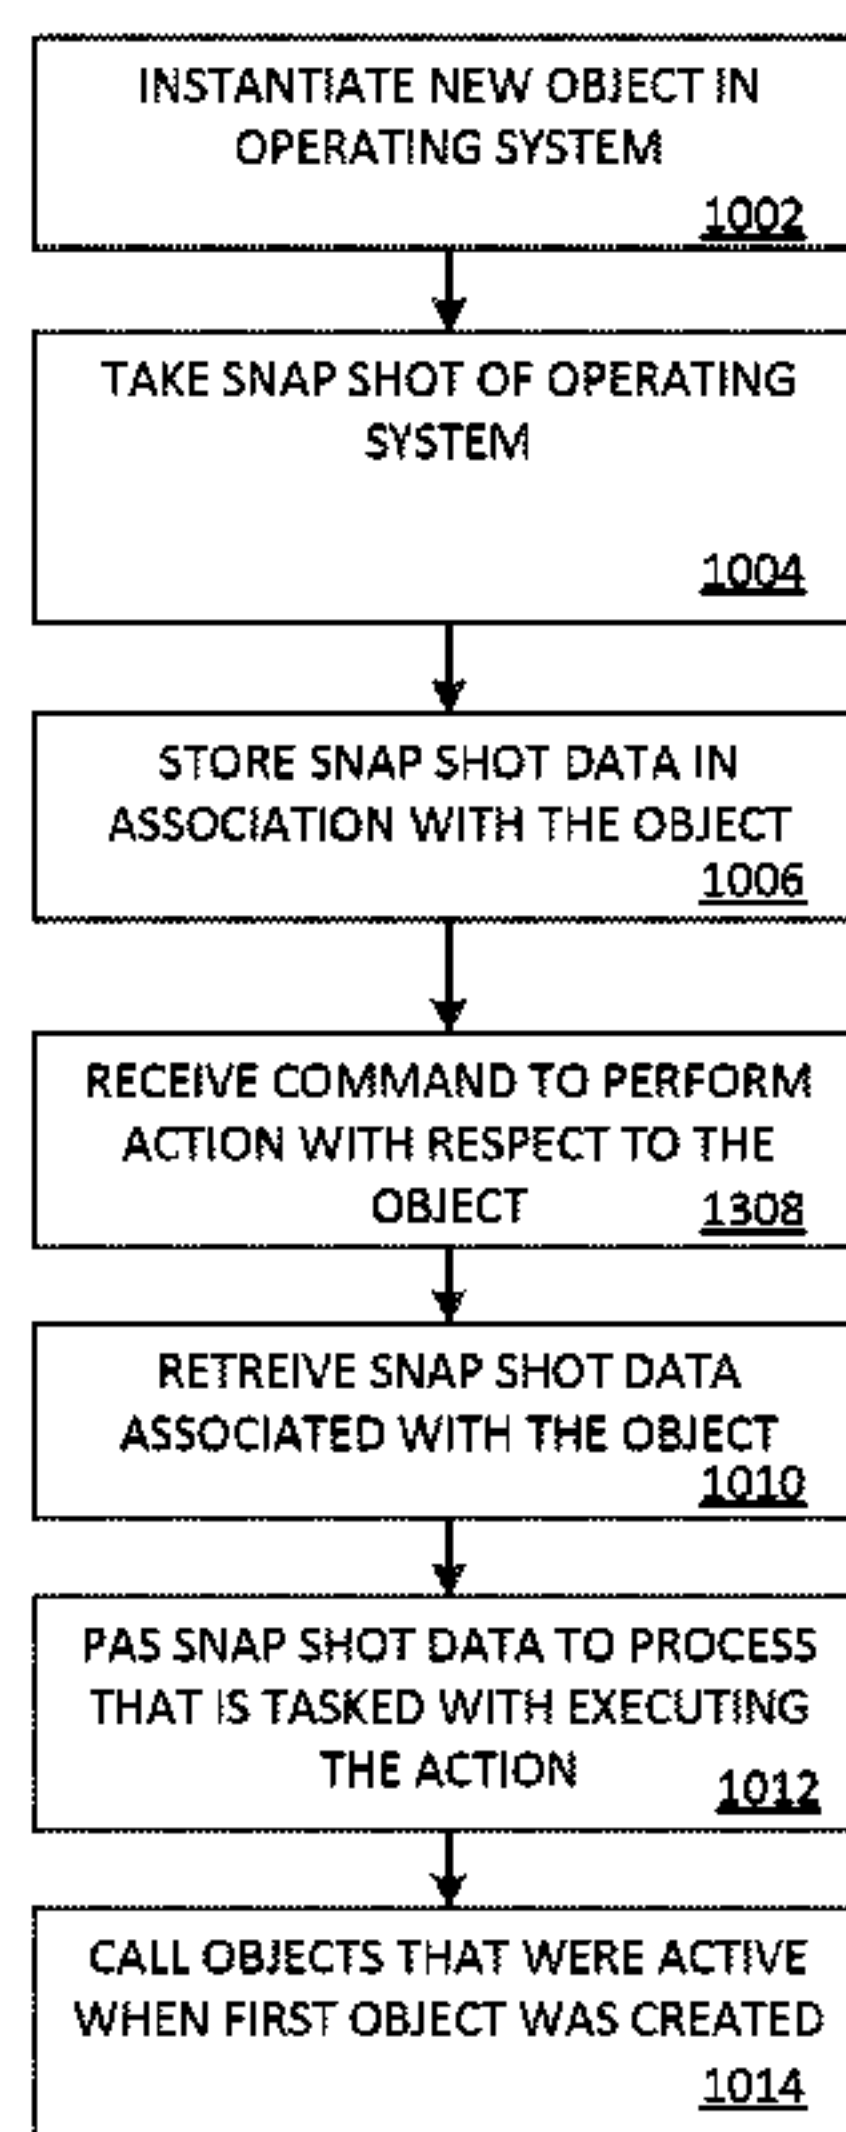 INSTANTIATE NEW OBJECT IN
OPERATING SYSTEM
1002
TAKE SNAP SHOT OF OPERATING
SYSTEM
1004
STORE SNAP SHOT DATA IN
ASSOCIATION WITH THE OBJECT
1006
RECEIVE COMMAND TO PERFORM
ACTION WITH RESPECT TO THE
OBJECT 1308
RETREIVE SNAP SHOT DATA
ASSOCIATED WITH THE OBJECT
1010
PAS SNAP SHOT DATA TO PROCESS
THAT IS TASKED WITH EXECUTING
THE ACTION 1012
CALL OBJECTS THAT WERE ACTIVE
WHEN FIRST OBJECT WAS CREATED
1014